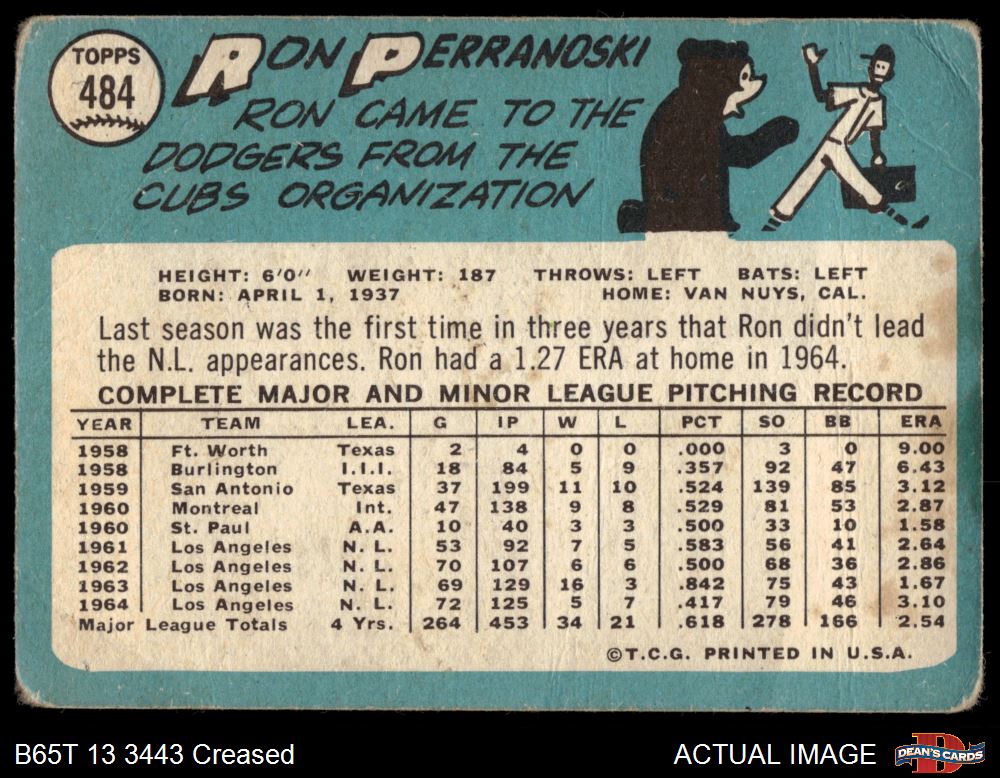 TOPPS
484
RON PERRANOSKI
RON CAME TO THE
DODGERS FROM THE
CUBS ORGANIZATION
HEIGHT: 6'0" WEIGHT: 187 THROWS: LEFT BATS: LEFT
BORN: APRIL 1, 1937 HOME: VAN NUYS, CAL.
Last season was the first time in three years that Ron didn't lead
the N.L. appearances. Ron had a 1.27 ERA at home in 1964.
COMPLETE MAJOR AND MINOR LEAGUE PITCHING RECORD
YEAR TEAM LEA. G IP W L PCT SO BB ERA
1958 Ft. Worth Texas 2 4 0 0 .000 3 0 9.00
1958 Burlington I.I.I. 18 84 5 9 .357 92 47 6.43
1959 San Antonio Texas 37 199 11 10 .524 139 85 3.12
1960 Montreal Int. 47 138 9 8 .529 81 53 2.87
1960 St. Paul A.A. 10 40 3 3 .500 33 10 1.58
1961 Los Angeles N. L. 53 92 7 5 .583 56 41 2.64
1962 Los Angeles N. L. 70 107 6 6 .500 68 36 2.86
1963 Los Angeles N. L. 69 129 16 3 .842 75 43 1.67
1964 Los Angeles N. L. 72 125 5 7 .417 79 46 3.10
Major League Totals 4 Yrs. 264 453 34 21 .618 278 166 2.54
©T.C.G. PRINTED IN U.S.A.
B65T 13 3443 Creased ACTUAL IMAGE
DEAN'S CARDS